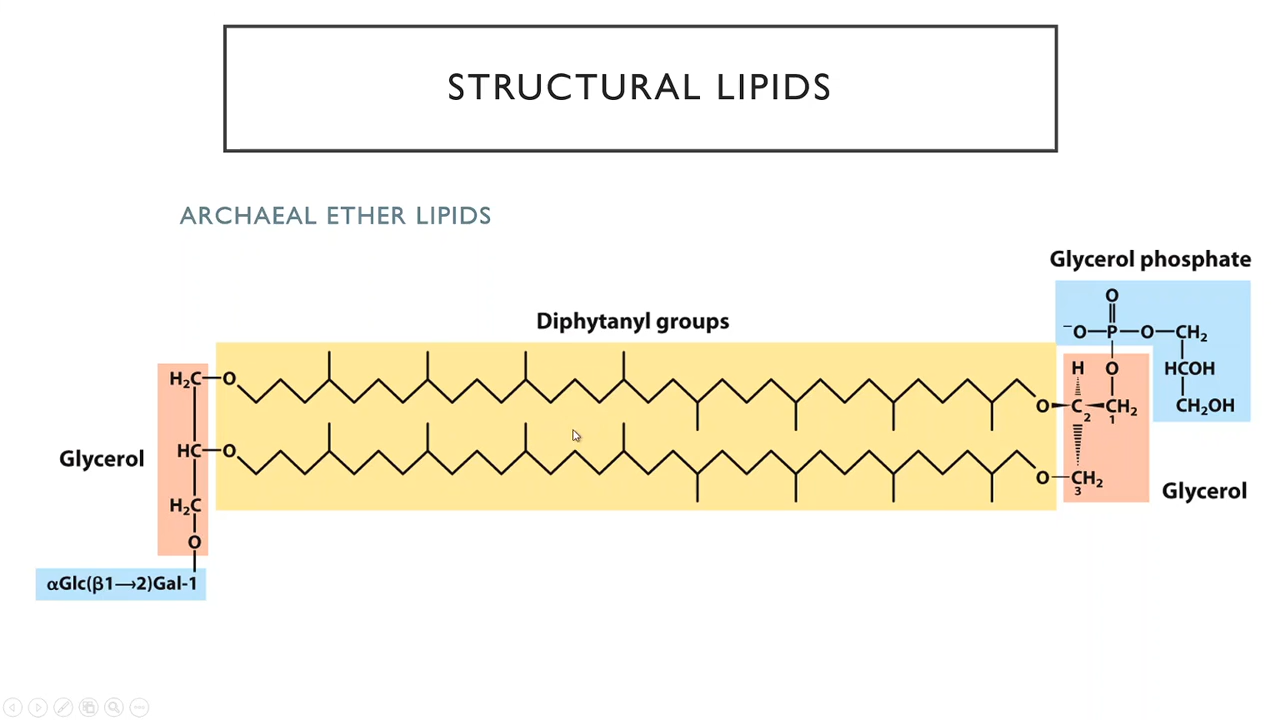 STRUCTURAL LIPIDS
ARCHAEAL ETHER LIPIDS
Glycerol phosphate
Diphytanyl groups
O
⁻O—P—O—CH₂
H₂C—O
H O HCOH
O C₂ CH₂ CH₂OH
1
HC—O
Glycerol
O—CH₂
3
Glycerol
H₂C
O
αGlc(β1→2)Gal-1